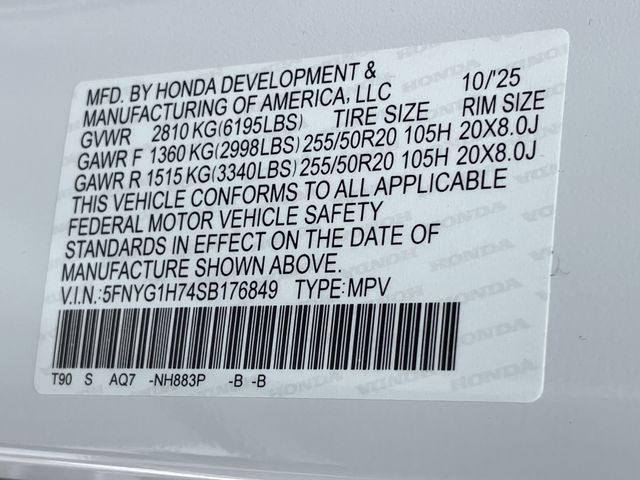 MFD. BY HONDA DEVELOPMENT & 10/'25
MANUFACTURING OF AMERICA, LLC
GVWR 2810 KG(6195LBS) TIRE SIZE RIM SIZE
GAWR F 1360 KG(2998LBS) 255/50R20 105H 20X8.0J
GAWR R 1515 KG(3340LBS) 255/50R20 105H 20X8.0J
THIS VEHICLE CONFORMS TO ALL APPLICABLE
FEDERAL MOTOR VEHICLE SAFETY
STANDARDS IN EFFECT ON THE DATE OF
MANUFACTURE SHOWN ABOVE.
V.I.N.:5FNYG1H74SB176849 TYPE:MPV
T90 S AQ7 -NH883P -B -B